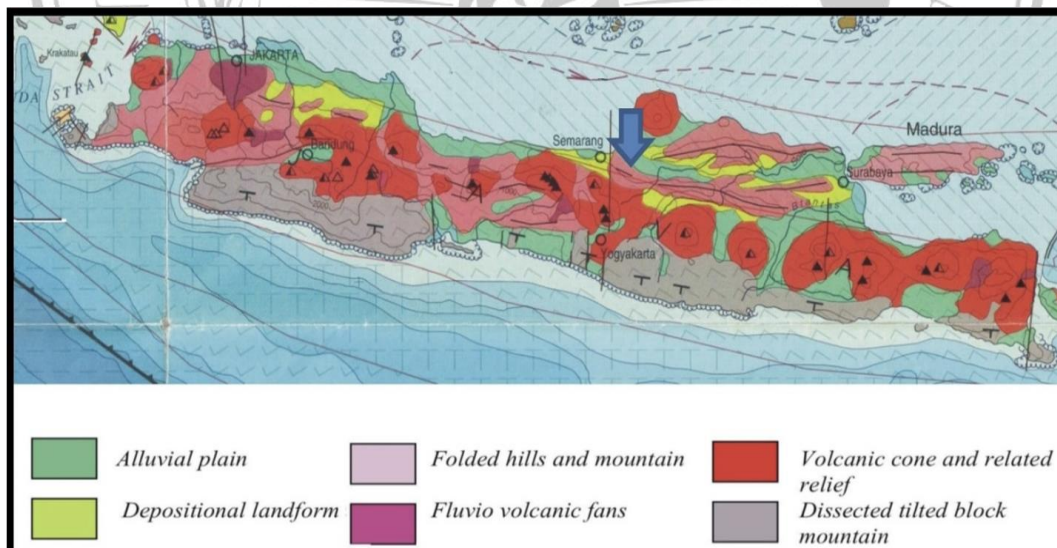 Krakatau
JAKARTA
DA STRAIT
Semarang
Madura
Bandung
Surabaya
Brantas
Yogyakarta
Alluvial plain
Folded hills and mountain
Volcanic cone and related
relief
Depositional landform
Fluvio volcanic fans
Dissected tilted block
mountain